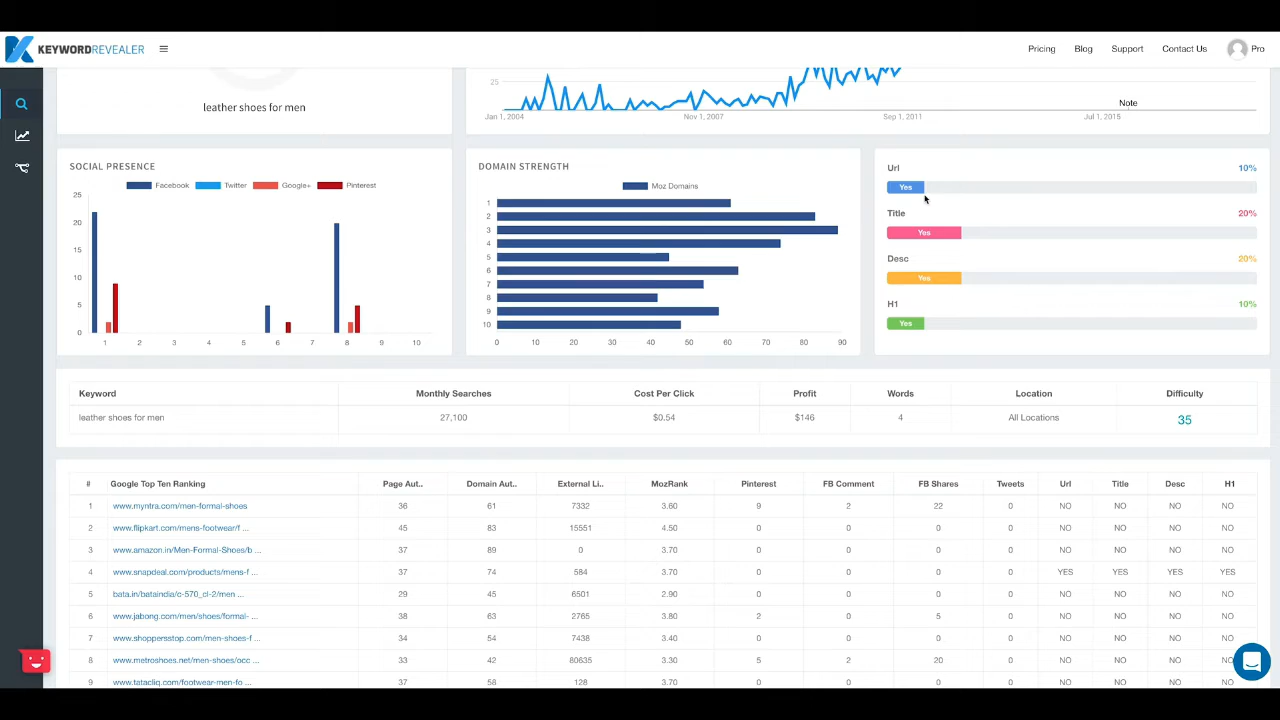 KEYWORDREVEALER
Pricing Blog Support Contact Us Pro
leather shoes for men
25
Note
Jan 1, 2004 Nov 1, 2007 Sep 1, 2011 Jul 1, 2015
SOCIAL PRESENCE
Facebook Twitter Google+ Pinterest
25
20
15
10
5
0
1 2 3 4 5 6 7 8 9 10
DOMAIN STRENGTH
Moz Domains
1
2
3
4
5
6
7
8
9
10
0 10 20 30 40 50 60 70 80 90
Url 10%
Yes
Title 20%
Yes
Desc 20%
Yes
H1 10%
Yes
Keyword Monthly Searches Cost Per Click Profit Words Location Difficulty
leather shoes for men 27,100 $0.54 $146 4 All Locations 35
# Google Top Ten Ranking Page Aut.. Domain Aut.. External Li.. MozRank Pinterest FB Comment FB Shares Tweets Url Title Desc H1
1 www.myntra.com/men-formal-shoes 36 61 7332 3.60 9 2 22 0 NO NO NO NO
2 www.flipkart.com/mens-footwear/f ... 45 83 15551 4.50 0 0 0 0 NO NO NO NO
3 www.amazon.in/Men-Formal-Shoes/b ... 37 89 0 3.70 0 0 0 0 NO NO NO NO
4 www.snapdeal.com/products/mens-f ... 37 74 584 3.70 0 0 0 0 YES YES YES YES
5 bata.in/bataindia/c-570_cl-2/men ... 29 45 6501 2.90 0 0 0 0 NO NO NO NO
6 www.jabong.com/men/shoes/formal- ... 38 63 2765 3.80 2 0 5 0 NO NO NO NO
7 www.shoppersstop.com/men-shoes-f ... 34 54 7438 3.40 0 0 0 0 NO NO NO NO
8 www.metroshoes.net/men-shoes/occ ... 33 42 80635 3.30 5 2 20 0 NO NO NO NO
9 www.tatacliq.com/footwear-men-fo ... 37 58 128 3.70 0 0 0 0 NO NO NO NO